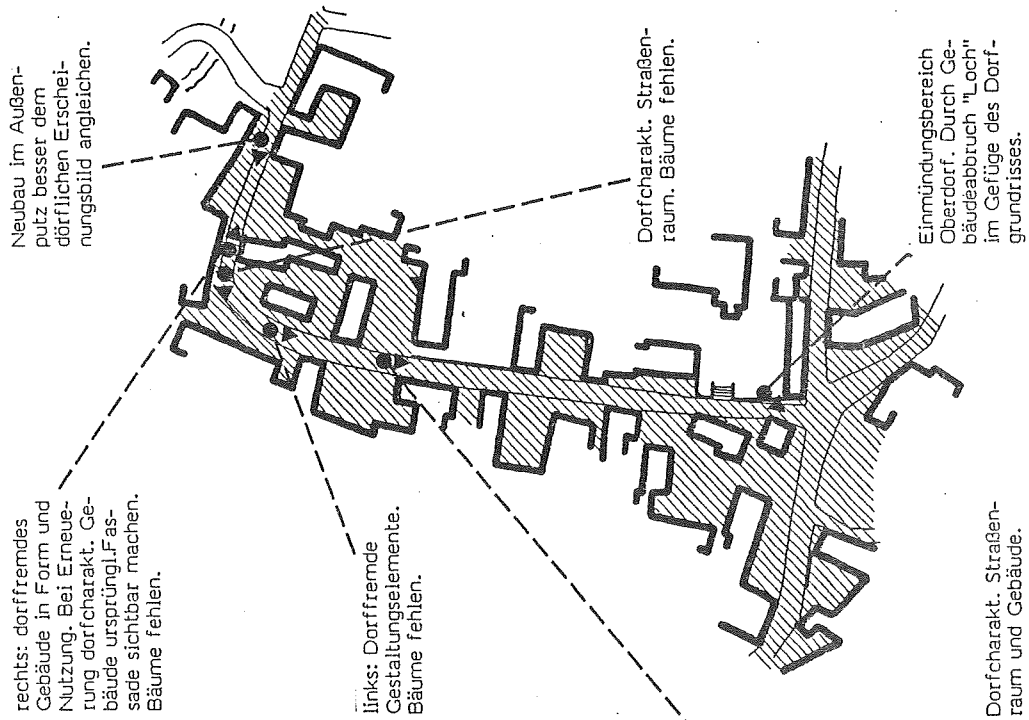 rechts: dorffremdes
Gebäude in Form und
Nutzung. Bei Erneue-
rung dorfcharakt. Ge-
bäude ursprüngl.Fas-
sade sichtbar machen.
Bäume fehlen.
links: Dorffremde
Gestaltungselemente.
Bäume fehlen.
Dorfcharakt. Straßen-
raum und Gebäude.
Neubau im Außen-
putz besser dem
dörflichen Erschei-
nungsbild angleichen.
Dorfcharakt. Straßen-
raum. Bäume fehlen.
Einmündungsbereich
Oberdorf. Durch Ge-
bäudeabbruch "Loch"
im Gefüge des Dorf-
grundrisses.